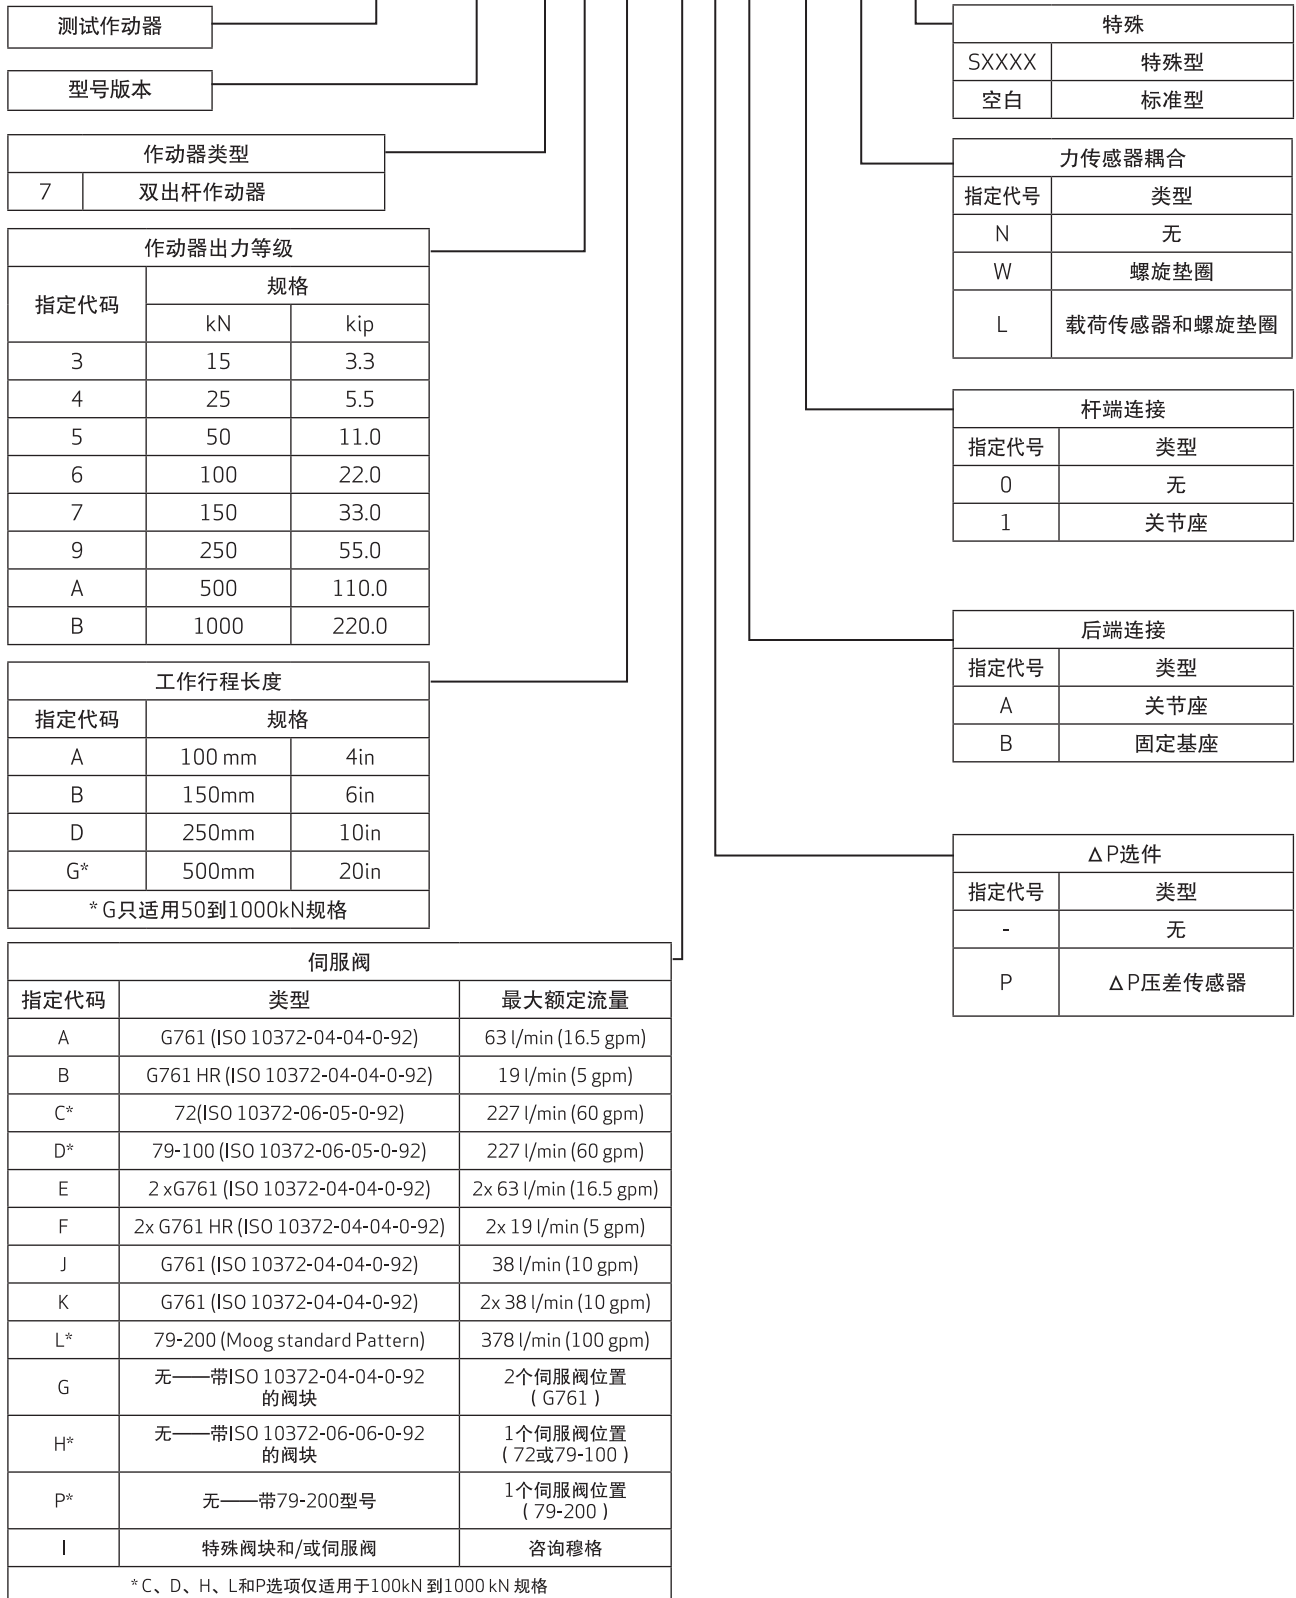 测试作动器
型号版本
作动器类型
7 双出杆作动器
作动器出力等级
指定代码 规格
kN kip
3 15 3.3
4 25 5.5
5 50 11.0
6 100 22.0
7 150 33.0
9 250 55.0
A 500 110.0
B 1000 220.0
工作行程长度
指定代码 规格
A 100 mm 4in
B 150mm 6in
D 250mm 10in
G* 500mm 20in
* G只适用50到1000kN规格
伺服阀
指定代码 类型 最大额定流量
A G761 (ISO 10372-04-04-0-92) 63 l/min (16.5 gpm)
B G761 HR (ISO 10372-04-04-0-92) 19 l/min (5 gpm)
C* 72(ISO 10372-06-05-0-92) 227 l/min (60 gpm)
D* 79-100 (ISO 10372-06-05-0-92) 227 l/min (60 gpm)
E 2 xG761 (ISO 10372-04-04-0-92) 2x 63 l/min (16.5 gpm)
F 2x G761 HR (ISO 10372-04-04-0-92) 2x 19 l/min (5 gpm)
J G761 (ISO 10372-04-04-0-92) 38 l/min (10 gpm)
K G761 (ISO 10372-04-04-0-92) 2x 38 l/min (10 gpm)
L* 79-200 (Moog standard Pattern) 378 l/min (100 gpm)
G 无——带ISO 10372-04-04-0-92 2个伺服阀位置
的阀块 （G761）
H* 无——带ISO 10372-06-06-0-92 1个伺服阀位置
的阀块 （72或79-100）
P* 无——带79-200型号 1个伺服阀位置
（79-200）
I 特殊阀块和/或伺服阀 咨询穆格
* C、D、H、L和P选项仅适用于100kN 到1000 kN 规格
特殊
SXXXX 特殊型
空白 标准型
力传感器耦合
指定代号 类型
N 无
W 螺旋垫圈
L 载荷传感器和螺旋垫圈
杆端连接
指定代号 类型
0 无
1 关节座
后端连接
指定代号 类型
A 关节座
B 固定基座
Δ P选件
指定代号 类型
- 无
P Δ P压差传感器